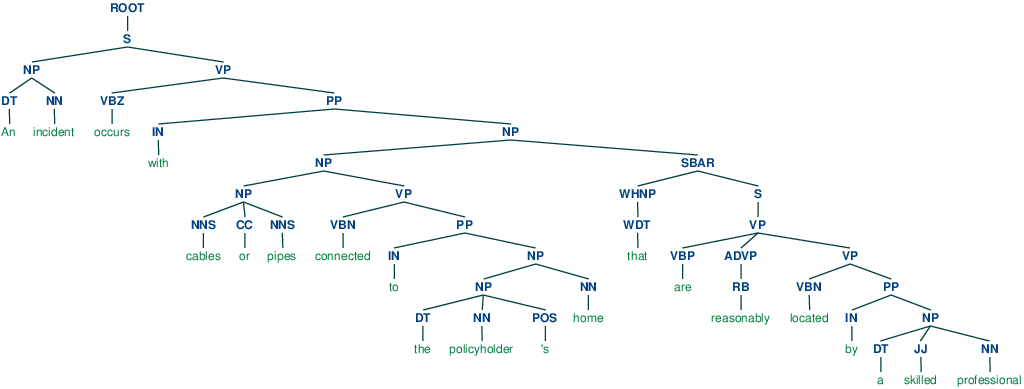 ROOT
S
NP VP
DT NN VBZ PP
An incident occurs IN NP
with NP SBAR
NP VP WHNP S
NNS CC NNS VBN PP WDT VP
cables or pipes connected IN NP that VBP ADVP VP
to NP NN are RB VBN PP
DT NN POS home reasonably located IN NP
the policyholder 's by DT JJ NN
a skilled professional